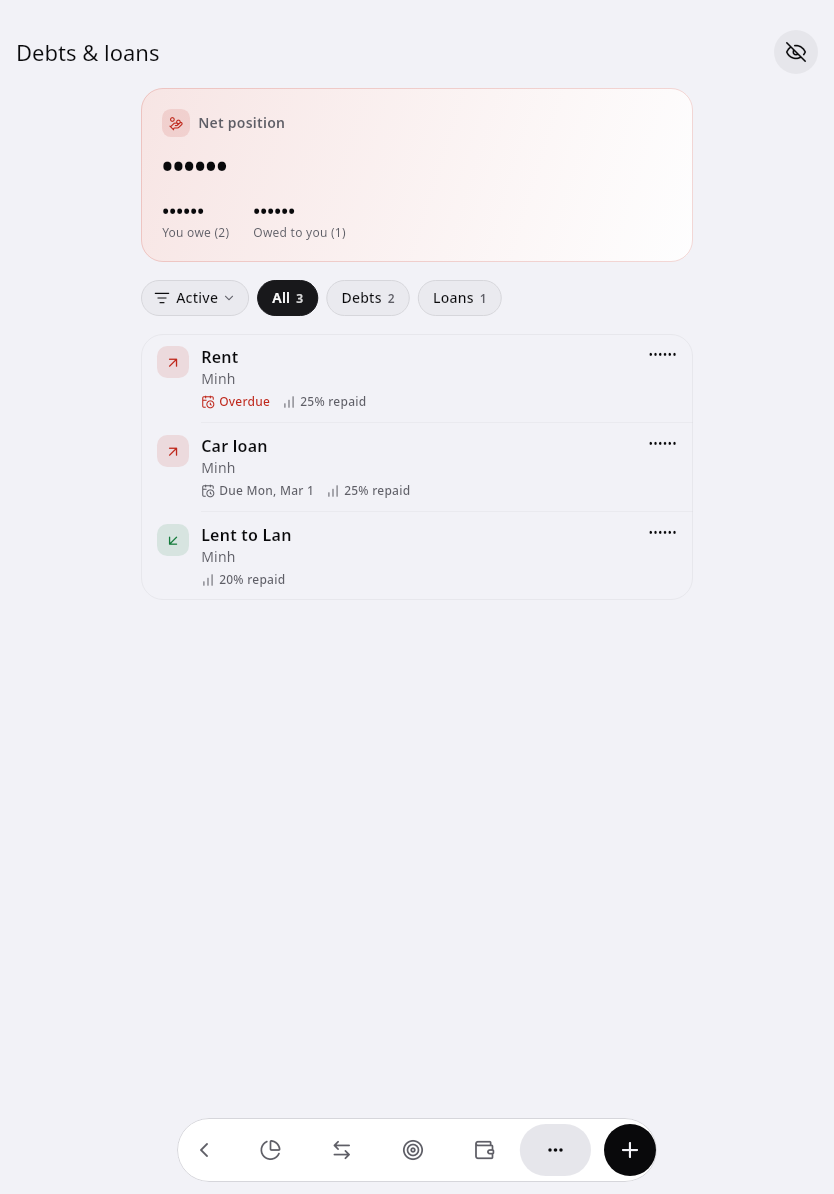 Debts & loans
Net position
••••••
•••••• ••••••
You owe (2) Owed to you (1)
Active All 3 Debts 2 Loans 1
Rent ••••••
Minh
Overdue 25% repaid
Car loan ••••••
Minh
Due Mon, Mar 1 25% repaid
Lent to Lan ••••••
Minh
20% repaid